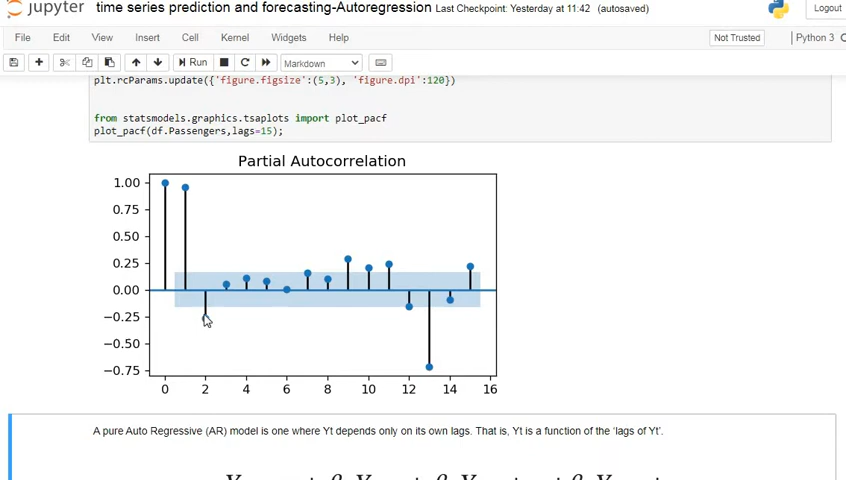 jupyter time series prediction and forecasting-Autoregression Last Checkpoint: Yesterday at 11:42 (autosaved) Logout
File Edit View Insert Cell Kernel Widgets Help Not Trusted Python 3
Run Markdown
plt.rcParams.update({'figure.figsize':(5,3), 'figure.dpi':120})
from statsmodels.graphics.tsaplots import plot_pacf
plot_pacf(df.Passengers,lags=15);
Partial Autocorrelation
1.00
0.75
0.50
0.25
0.00
−0.25
−0.50
−0.75
0 2 4 6 8 10 12 14 16
A pure Auto Regressive (AR) model is one where Yt depends only on its own lags. That is, Yt is a function of the 'lags of Yt'.